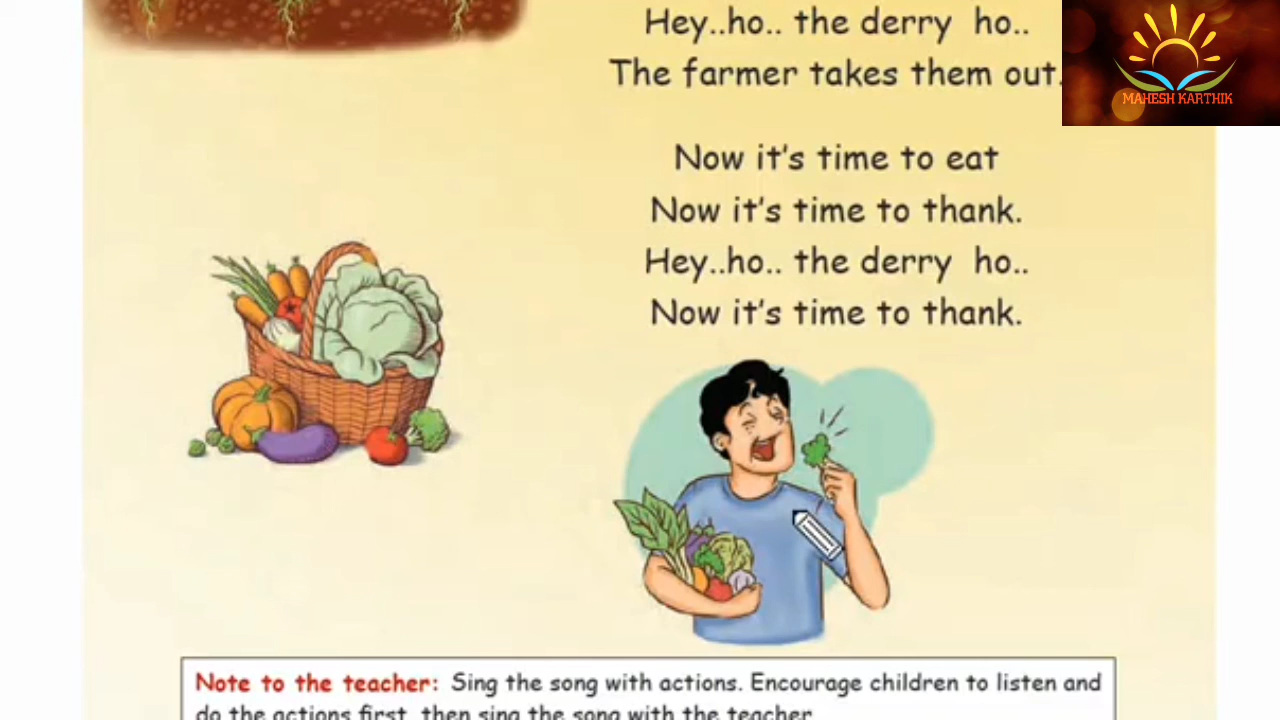 Hey..ho.. the derry ho..
The farmer takes them out.
MAHESH KARTHIK
Now it's time to eat
Now it's time to thank.
Hey..ho.. the derry ho..
Now it's time to thank.
Note to the teacher: Sing the song with actions. Encourage children to listen and
do the actions first, then sing the song with the teacher.